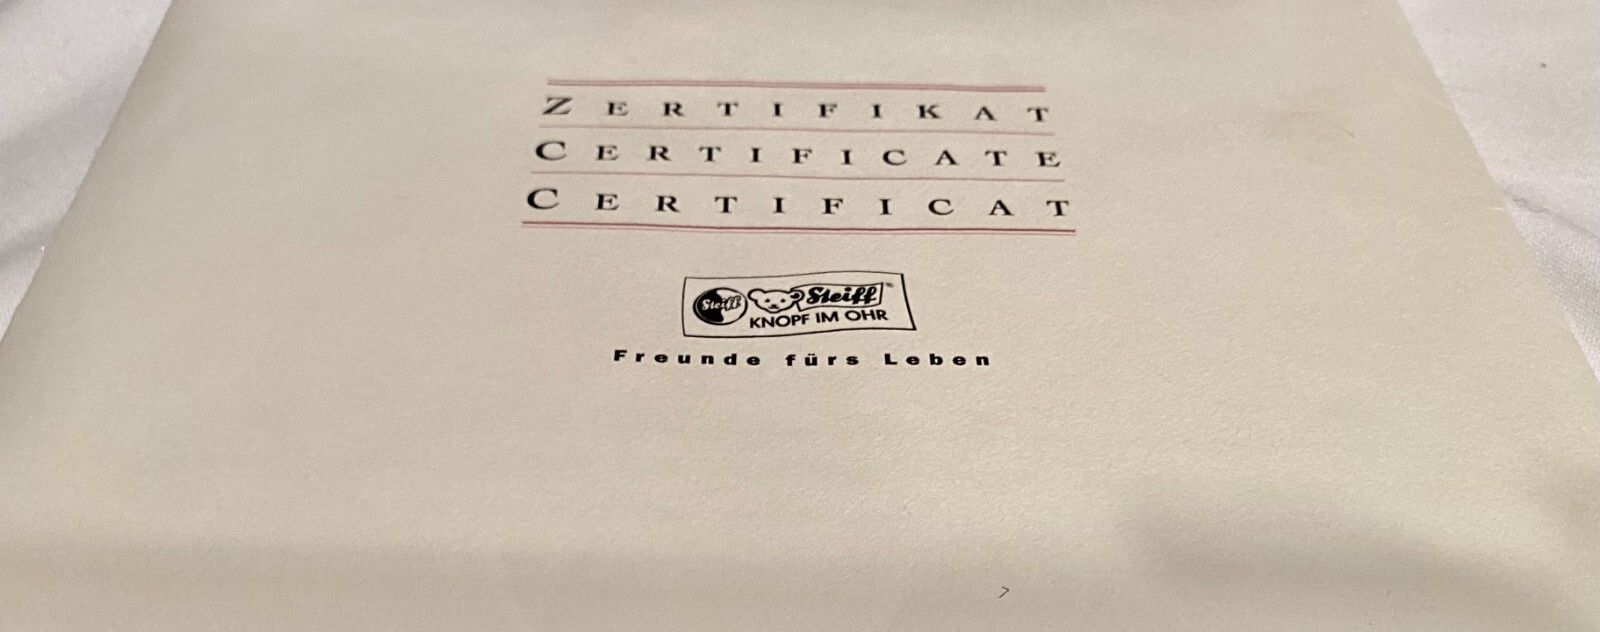 ZERTIFIKAT
CERTIFICATE
CERTIFICAT
Steiff Steiff
KNOPF IM OHR
Freunde fürs Leben